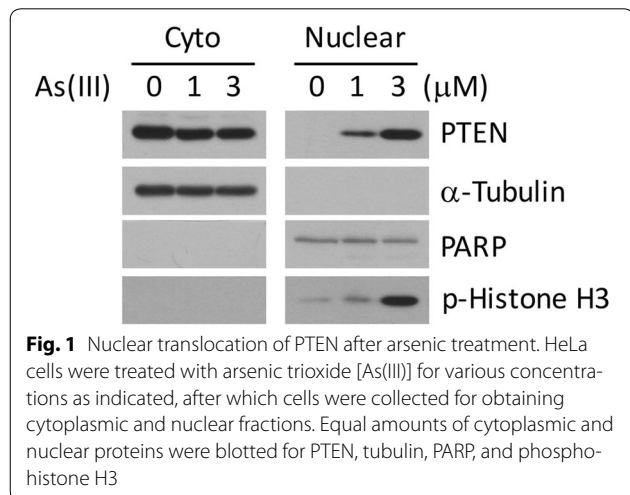 Cyto Nuclear
As(III) 0 1 3 0 1 3 (μM)
PTEN
α-Tubulin
PARP
p-Histone H3
Fig. 1 Nuclear translocation of PTEN after arsenic treatment. HeLa
cells were treated with arsenic trioxide [As(III)] for various concentra-
tions as indicated, after which cells were collected for obtaining
cytoplasmic and nuclear fractions. Equal amounts of cytoplasmic and
nuclear proteins were blotted for PTEN, tubulin, PARP, and phospho-
histone H3